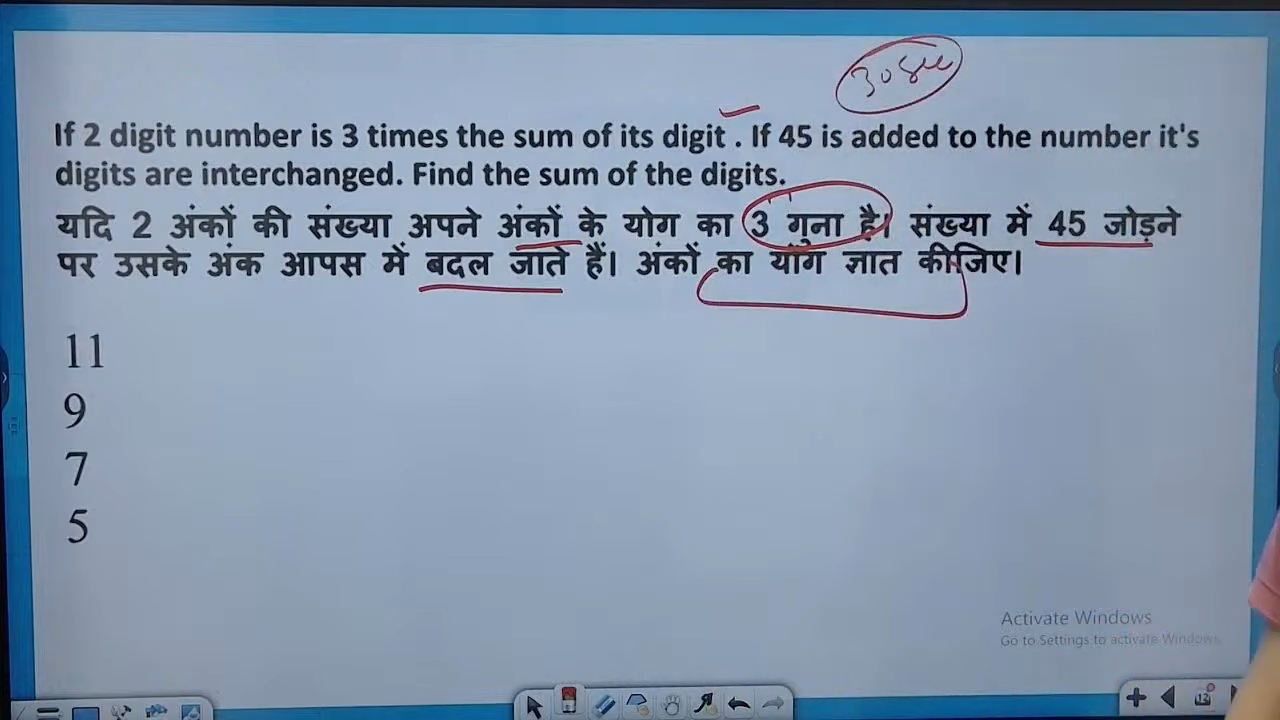 30 sec
If 2 digit number is 3 times the sum of its digit . If 45 is added to the number it's
digits are interchanged. Find the sum of the digits.
यदि 2 अंकों की संख्या अपने अंकों के योग का 3 गुना है। संख्या में 45 जोड़ने
पर उसके अंक आपस में बदल जाते हैं। अंकों का योग ज्ञात कीजिए।
11
9
7
5
Activate Windows
Go to Settings to activate Windows.